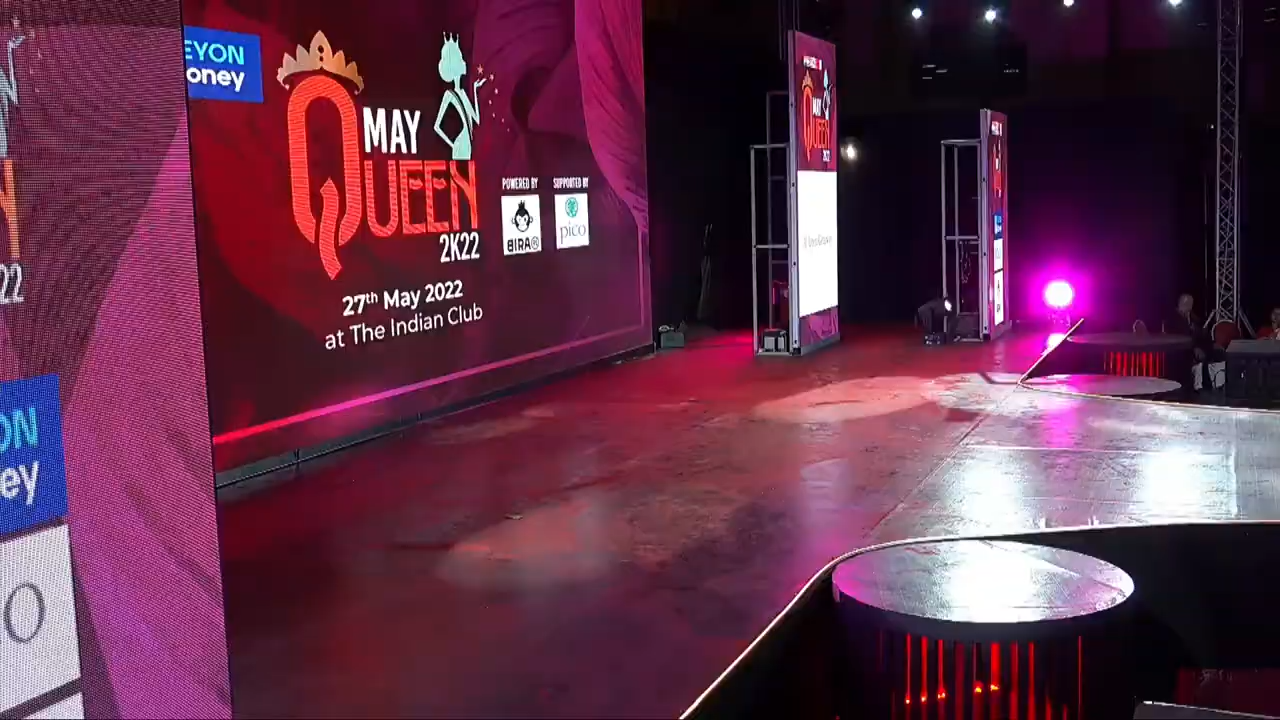 EYON
oney
MAY
QUEEN
2K22
POWERED BY
SUPPORTED BY
BIRA
pico
27th May 2022
at The Indian Club
22
ON
ey
O
MAY
QUEEN